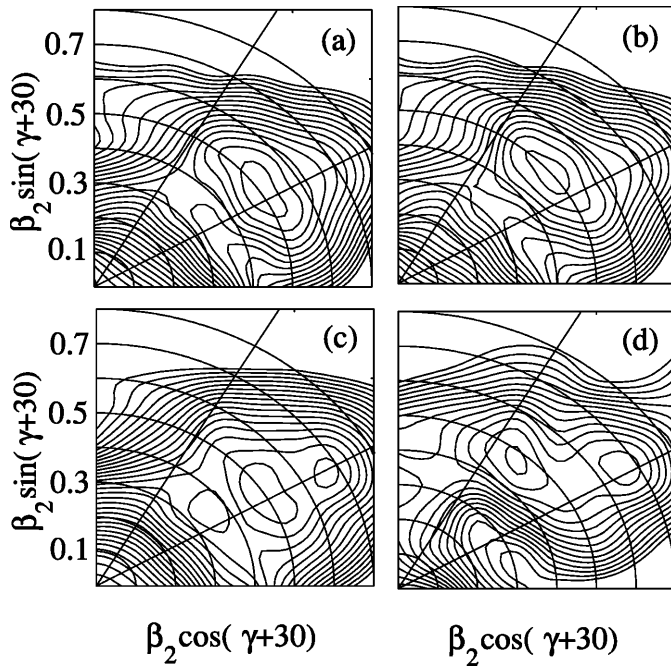 (a)
(b)
0.7
0.5
0.3
0.1
β₂sin( γ+30)
(c)
(d)
0.7
0.5
0.3
0.1
β₂sin( γ+30)
β₂cos( γ+30)
β₂cos( γ+30)